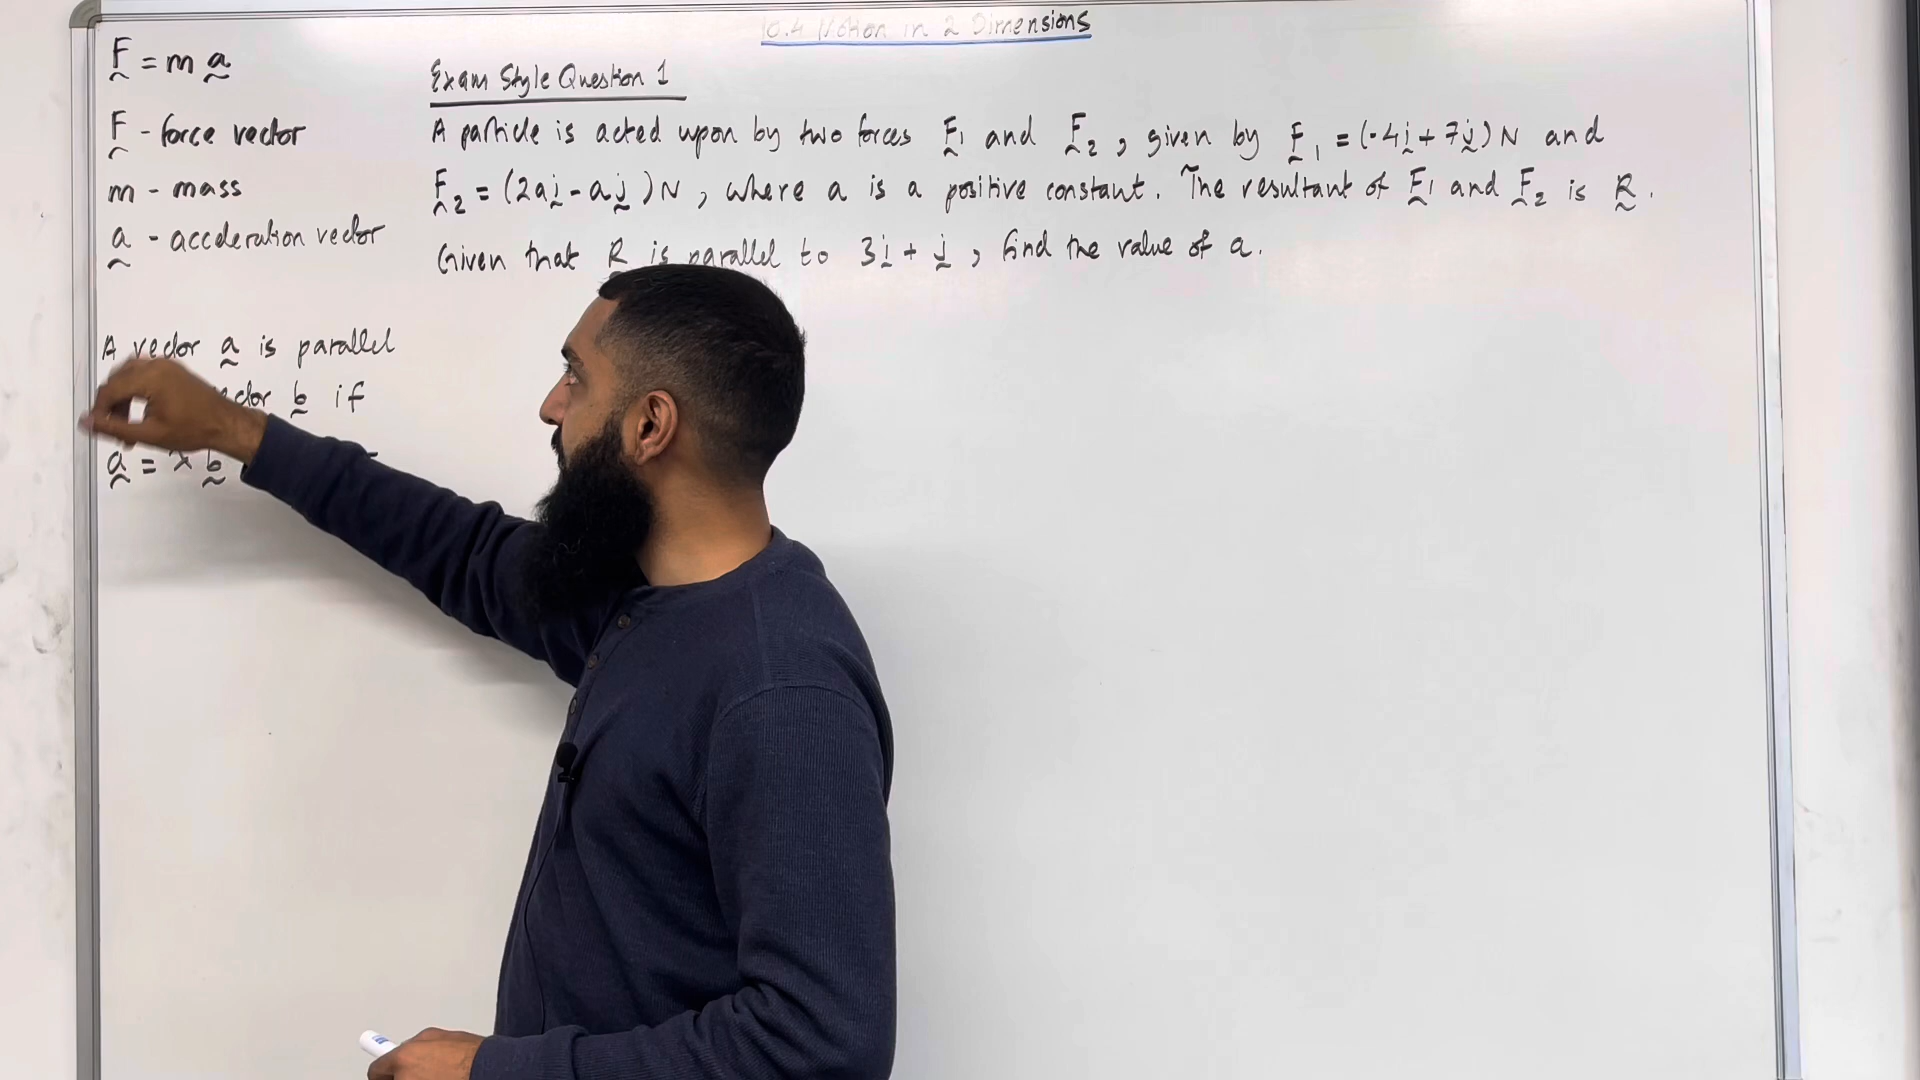 10.4 Motion in 2 Dimensions
F = m a
F - force vector
m - mass
a - acceleration vector
A vector a is parallel
b if
a = λ b
Exam Style Question 1
A particle is acted upon by two forces F1 and F2 , given by F1 = (-4i + 7j) N and
F2 = (2ai - aj) N , where a is a positive constant. The resultant of F1 and F2 is R .
Given that R is parallel to 3i + j , find the value of a.